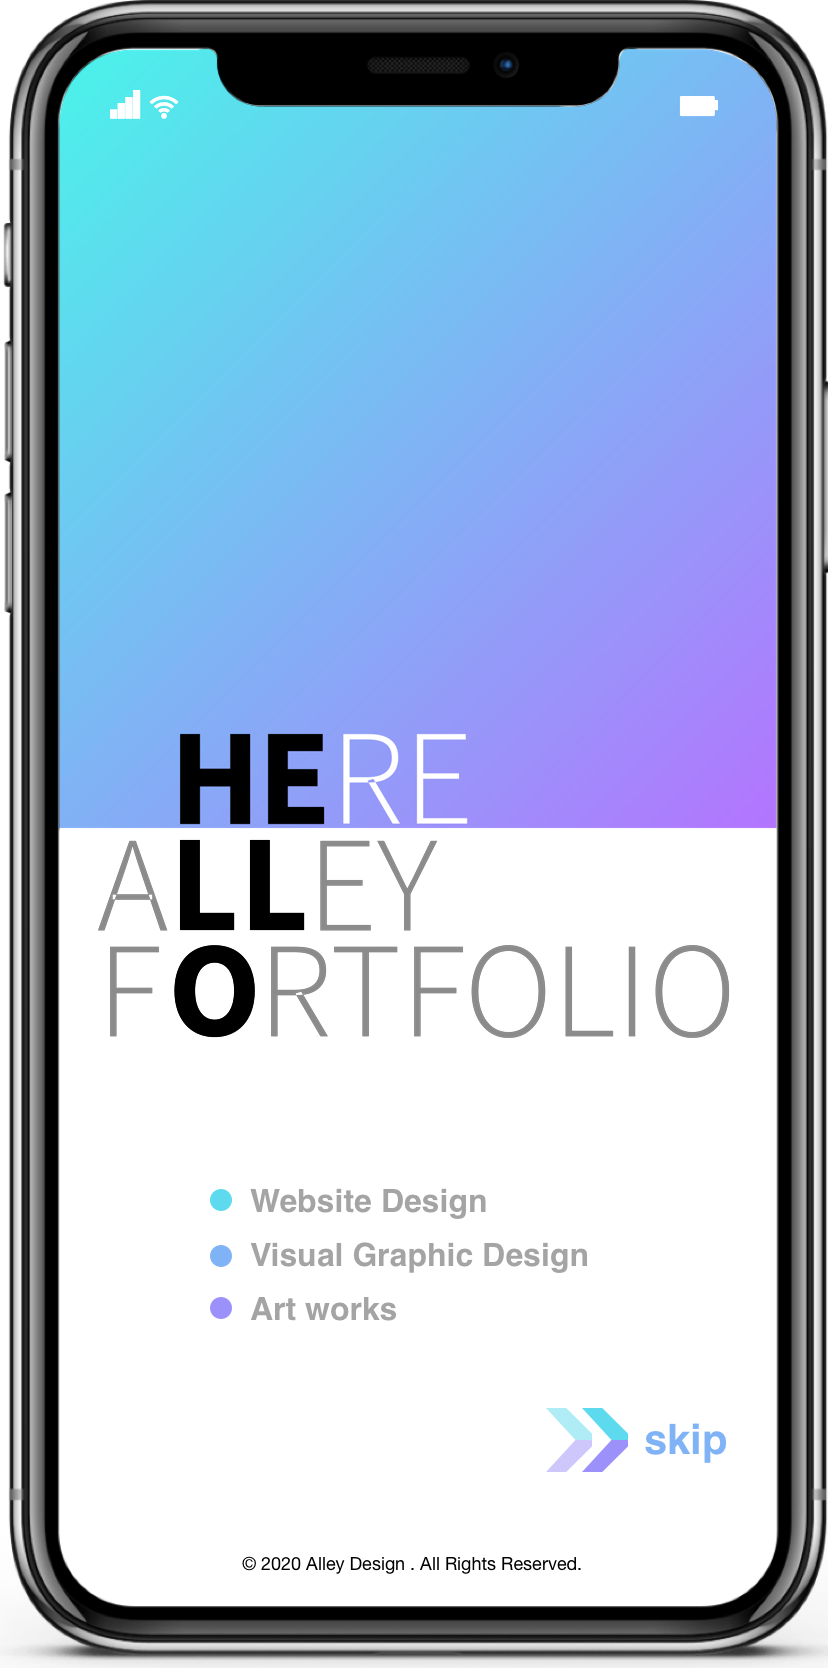 HERE
ALLEY
FORTFOLIO
Website Design
Visual Graphic Design
Art works
skip
© 2020 Alley Design . All Rights Reserved.